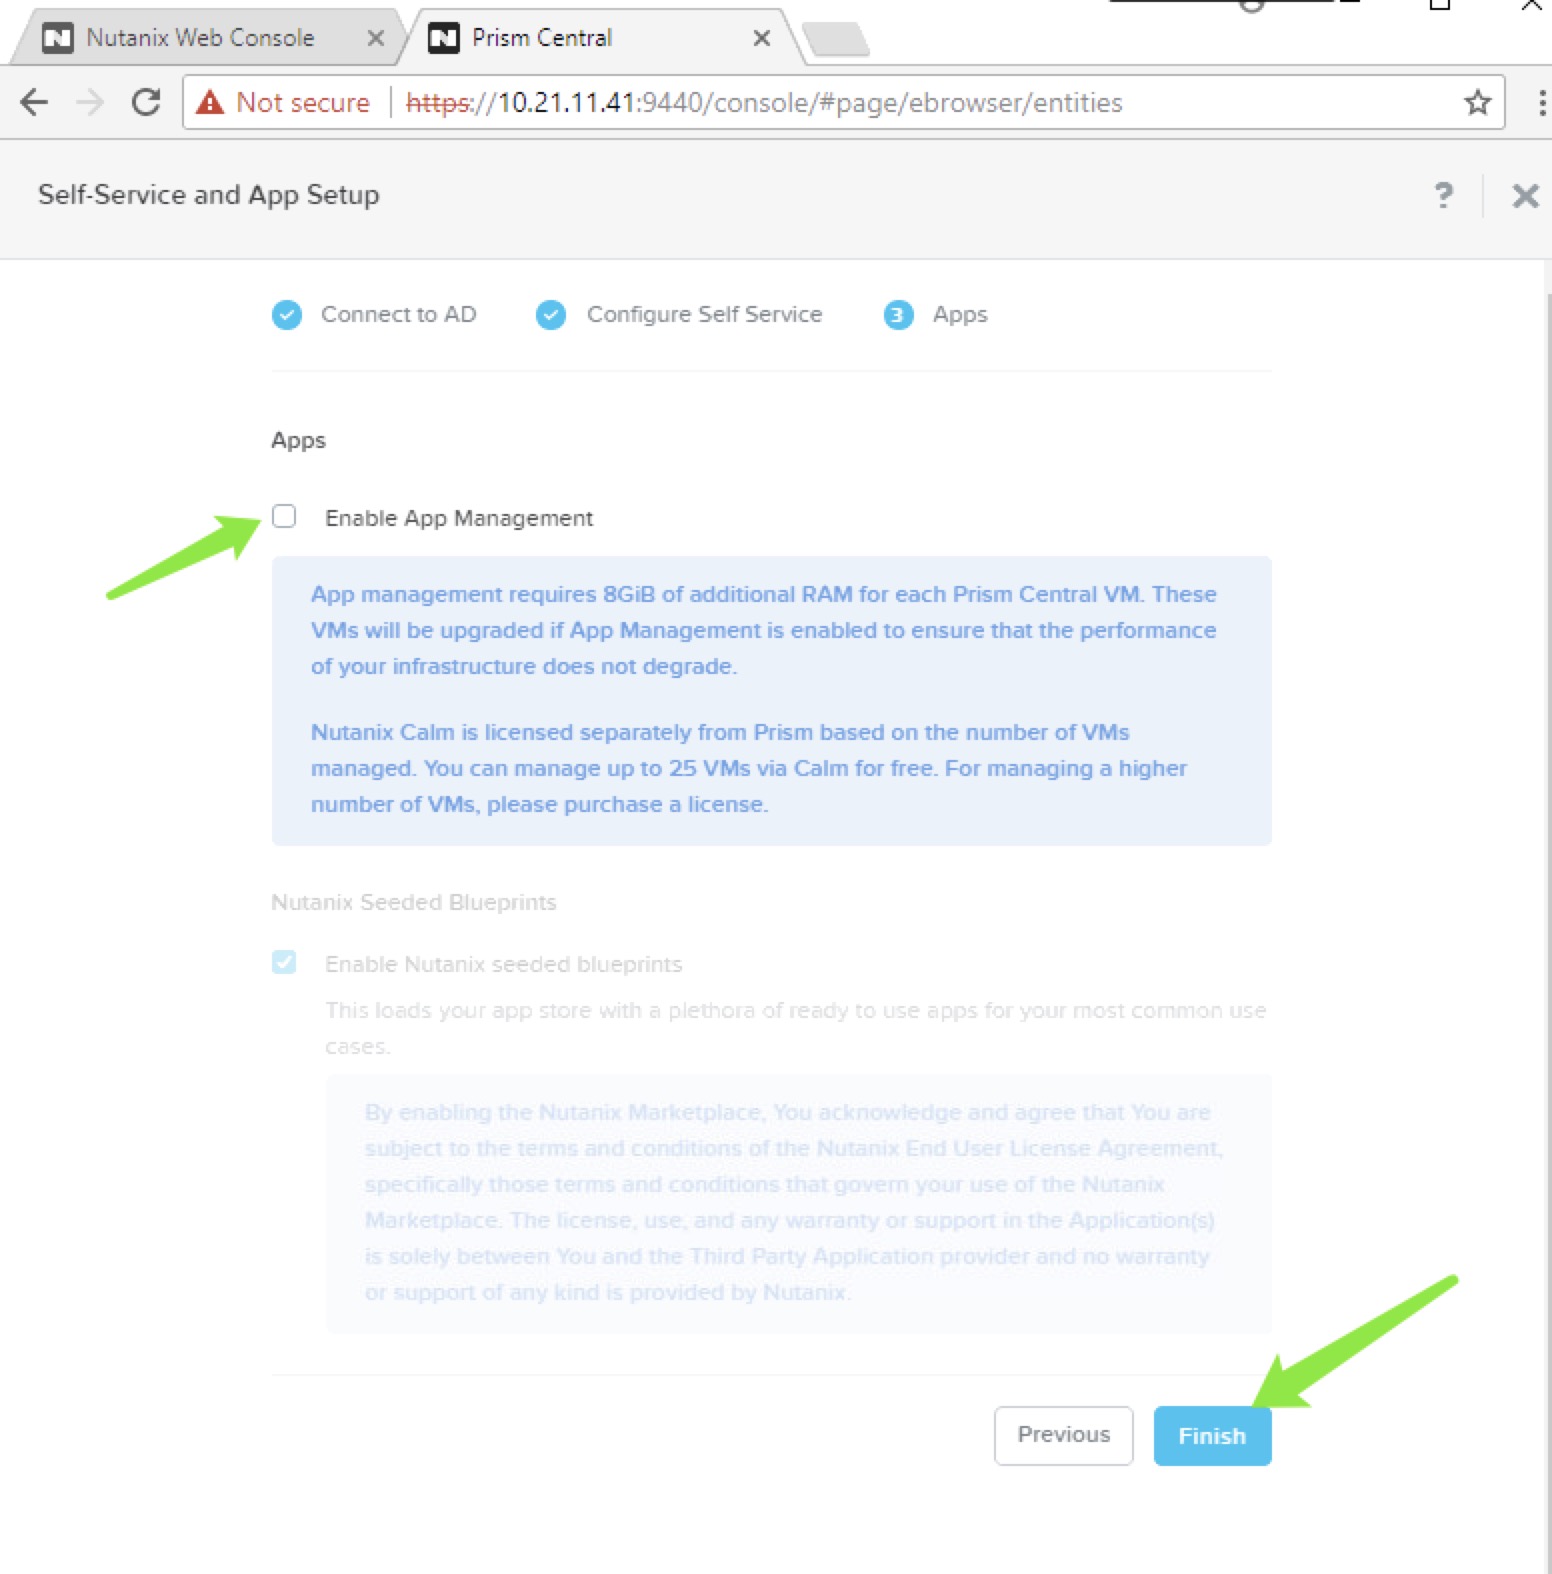 Nutanix Web Console
Prism Central
Not secure
https://10.21.11.41:9440/console/#page/ebrowser/entities
Self-Service and App Setup
?
Connect to AD
Configure Self Service
3 Apps
Apps
Enable App Management
App management requires 8GiB of additional RAM for each Prism Central VM. These
VMs will be upgraded if App Management is enabled to ensure that the performance
of your infrastructure does not degrade.
Nutanix Calm is licensed separately from Prism based on the number of VMs
managed. You can manage up to 25 VMs via Calm for free. For managing a higher
number of VMs, please purchase a license.
Nutanix Seeded Blueprints
Enable Nutanix seeded blueprints
This loads your app store with a plethora of ready to use apps for your most common use
cases.
By enabling the Nutanix Marketplace, You acknowledge and agree that You are
subject to the terms and conditions of the Nutanix End User License Agreement,
specifically those terms and conditions that govern your use of the Nutanix
Marketplace. The license, use, and any warranty or support in the Application(s)
is solely between You and the Third Party Application provider and no warranty
or support of any kind is provided by Nutanix.
Previous
Finish